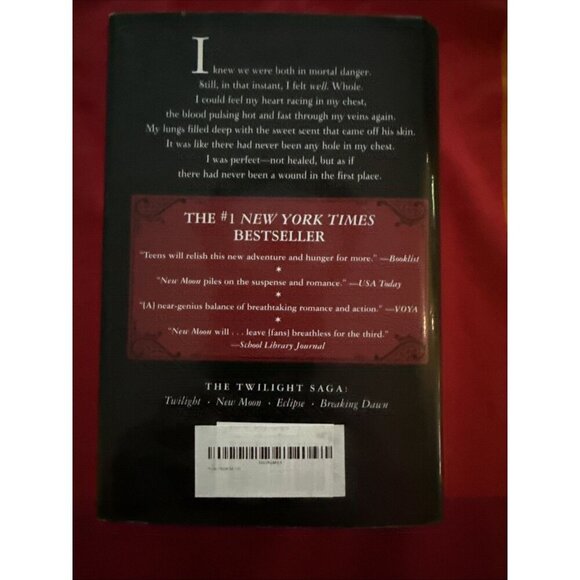 I knew we were both in mortal danger.
Still, in that instant, I felt well. Whole.
I could feel my heart racing in my chest,
the blood pulsing hot and fast through my veins again.
My lungs filled deep with the sweet scent that came off his skin.
It was like there had never been any hole in my chest.
I was perfect—not healed, but as if
there had never been a wound in the first place.
THE #1 NEW YORK TIMES
BESTSELLER
"Teens will relish this new adventure and hunger for more." —Booklist
*
"New Moon piles on the suspense and romance." —USA Today
*
"[A] near-genius balance of breathtaking romance and action." —VOYA
*
"New Moon will . . . leave [fans] breathless for the third."
—School Library Journal
THE TWILIGHT SAGA:
Twilight · New Moon · Eclipse · Breaking Dawn